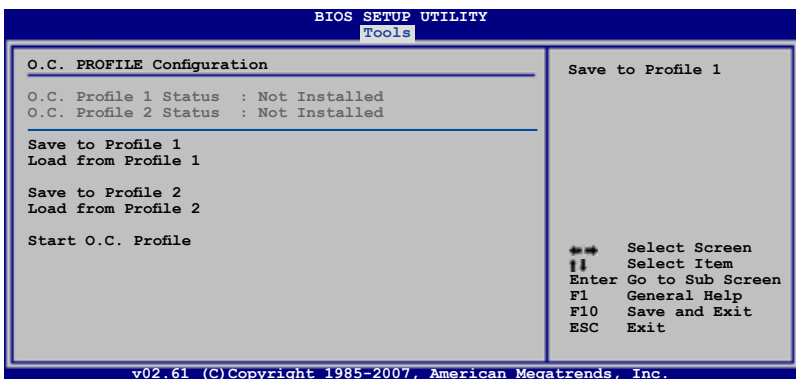 BIOS SETUP UTILITY
Tools
O.C. PROFILE Configuration
O.C. Profile 1 Status : Not Installed
O.C. Profile 2 Status : Not Installed
Save to Profile 1
Load from Profile 1
Save to Profile 2
Load from Profile 2
Start O.C. Profile
Save to Profile 1
←→ Select Screen
↑↓ Select Item
Enter Go to Sub Screen
F1 General Help
F10 Save and Exit
ESC Exit
v02.61 (C)Copyright 1985-2007, American Megatrends, Inc.